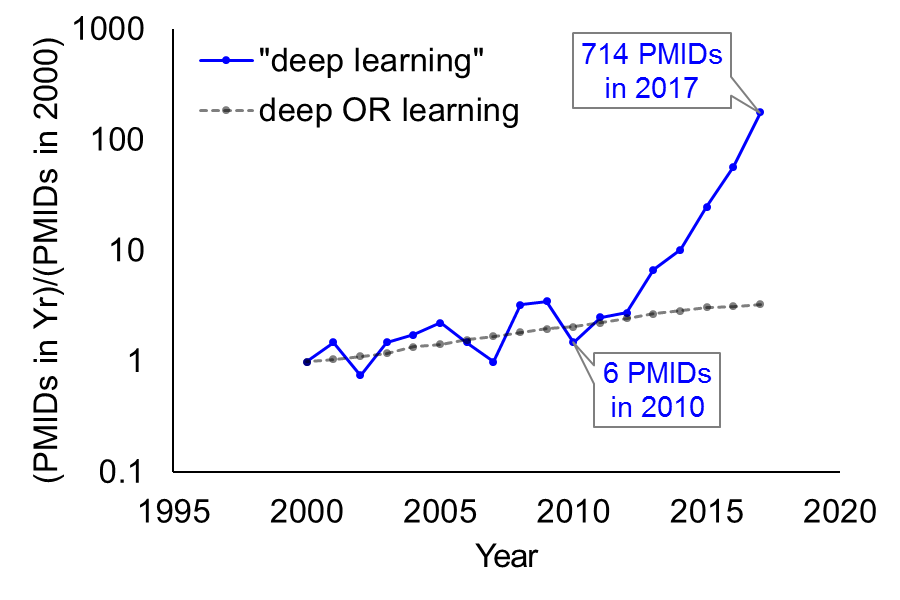 1000
100
10
1
0.1
(PMIDs in Yr)/(PMIDs in 2000)
"deep learning"
deep OR learning
714 PMIDs
in 2017
6 PMIDs
in 2010
1995 2000 2005 2010 2015 2020
Year